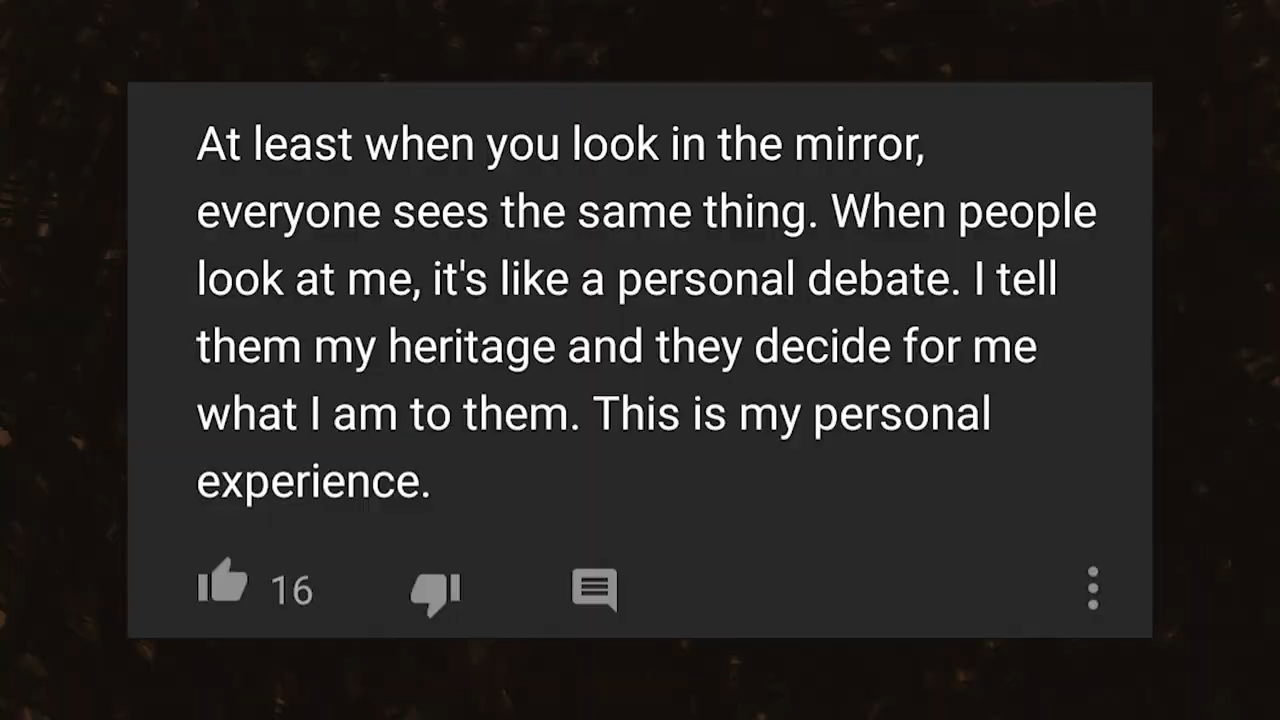 At least when you look in the mirror,
everyone sees the same thing. When people
look at me, it's like a personal debate. I tell
them my heritage and they decide for me
what I am to them. This is my personal
experience.
16